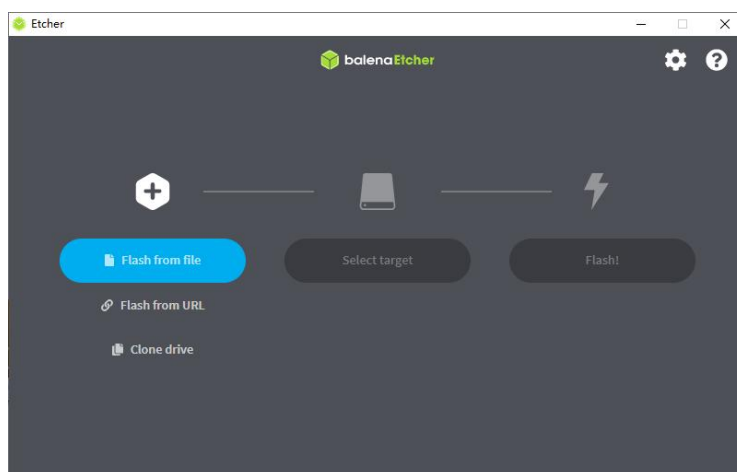 Etcher
balenaEtcher
Flash from file
Select target
Flash!
Flash from URL
Clone drive